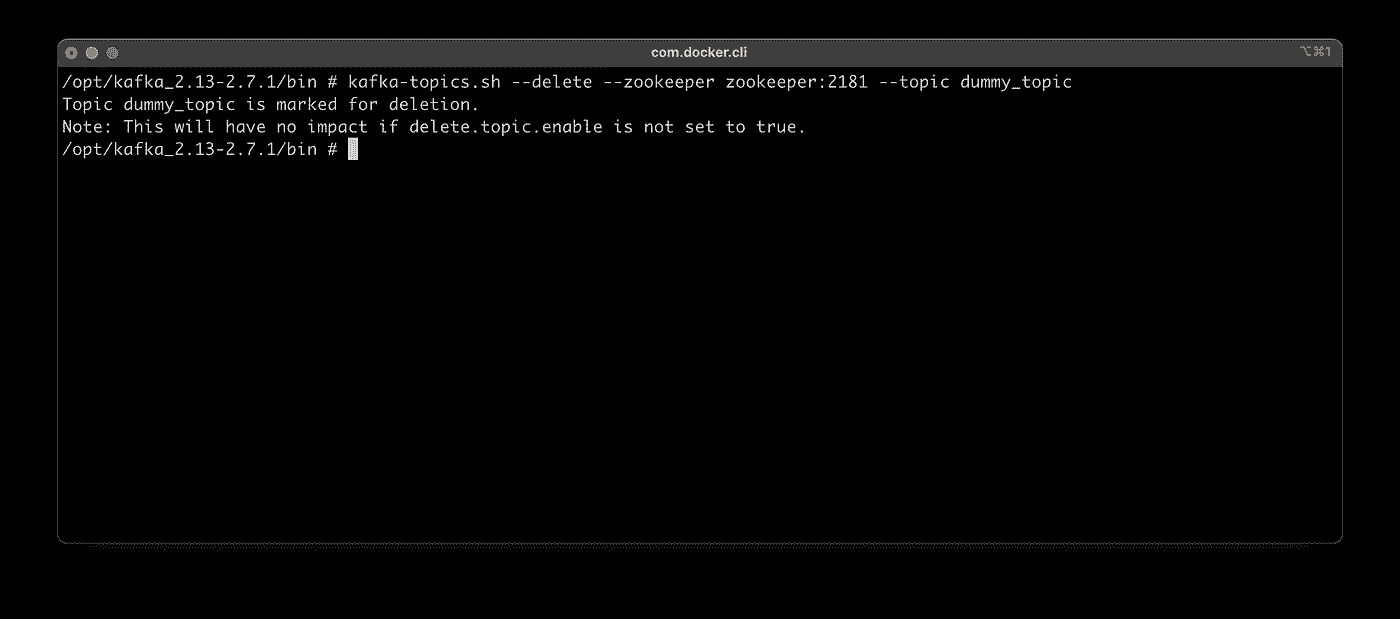 com.docker.cli
⌥⌘1
/opt/kafka_2.13-2.7.1/bin # kafka-topics.sh --delete --zookeeper zookeeper:2181 --topic dummy_topic
Topic dummy_topic is marked for deletion.
Note: This will have no impact if delete.topic.enable is not set to true.
/opt/kafka_2.13-2.7.1/bin #